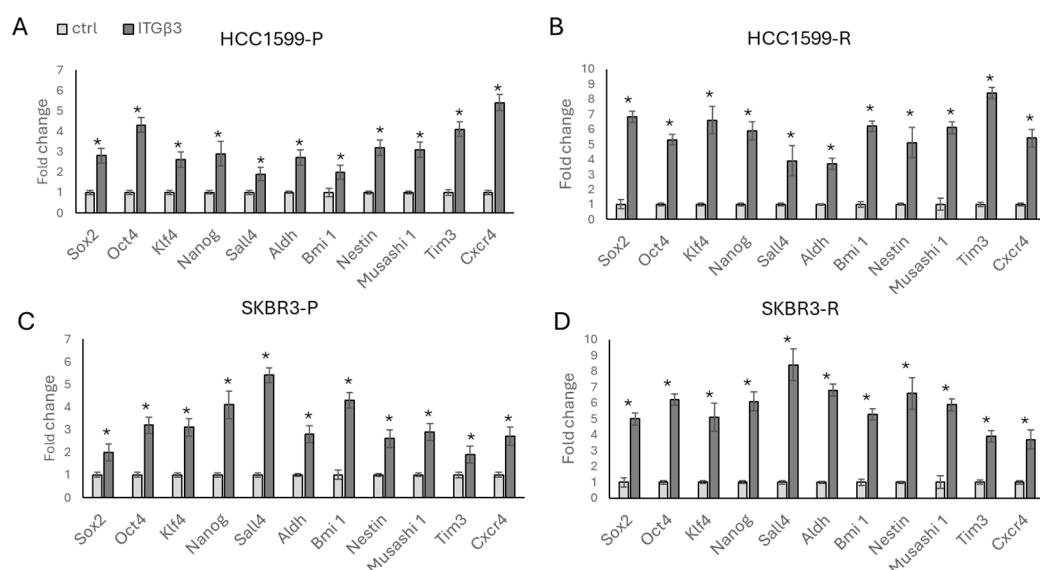 A
ctrl ITGβ3
HCC1599-P
Fold change
7
6
5
4
3
2
1
0
* * * * * * * * * * *
Sox2 Oct4 Klf4 Nanog Sall4 Aldh Bmi 1 Nestin Musashi 1 Tim3 Cxcr4
B
HCC1599-R
Fold change
10
9
8
7
6
5
4
3
2
1
0
* * * * * * * * * * *
Sox2 Oct4 Klf4 Nanog Sall4 Aldh Bmi 1 Nestin Musashi 1 Tim3 Cxcr4
C
SKBR3-P
Fold change
7
6
5
4
3
2
1
0
* * * * * * * * * * *
Sox2 Oct4 Klf4 Nanog Sall4 Aldh Bmi 1 Nestin Musashi 1 Tim3 Cxcr4
D
SKBR3-R
Fold change
10
9
8
7
6
5
4
3
2
1
0
* * * * * * * * * * *
Sox2 Oct4 Klf4 Nanog Sall4 Aldh Bmi 1 Nestin Musashi 1 Tim3 Cxcr4